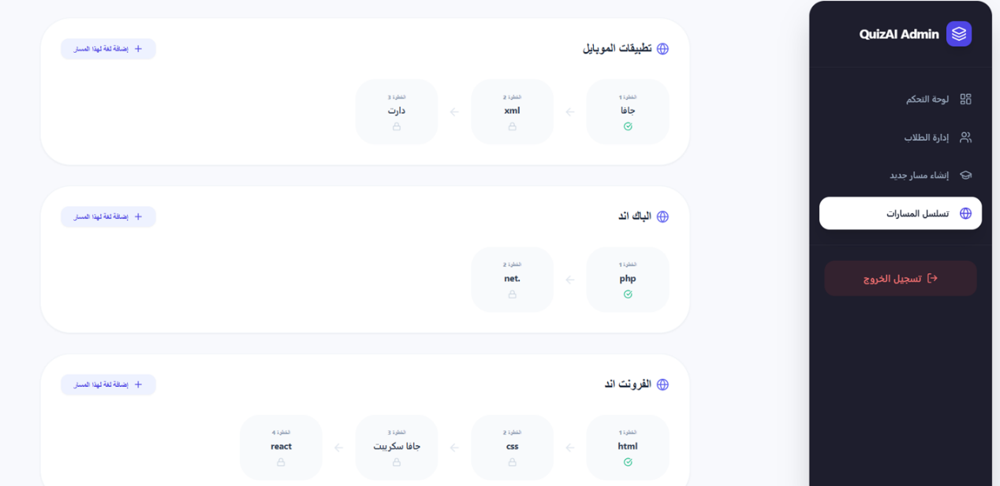 QuizAI Admin
لوحة التحكم
إدارة الطلاب
إنشاء مسار جديد
تسلسل المسارات
تسجيل الخروج
تطبيقات الموبايل
إضافة لغة لهذا المسار
الخطوة 1
جافا
الخطوة 2
xml
الخطوة 3
دارت
الباك اند
إضافة لغة لهذا المسار
الخطوة 1
php
الخطوة 2
.net
الفرونت اند
إضافة لغة لهذا المسار
الخطوة 1
html
الخطوة 2
css
الخطوة 3
جافا سكريبت
الخطوة 4
react